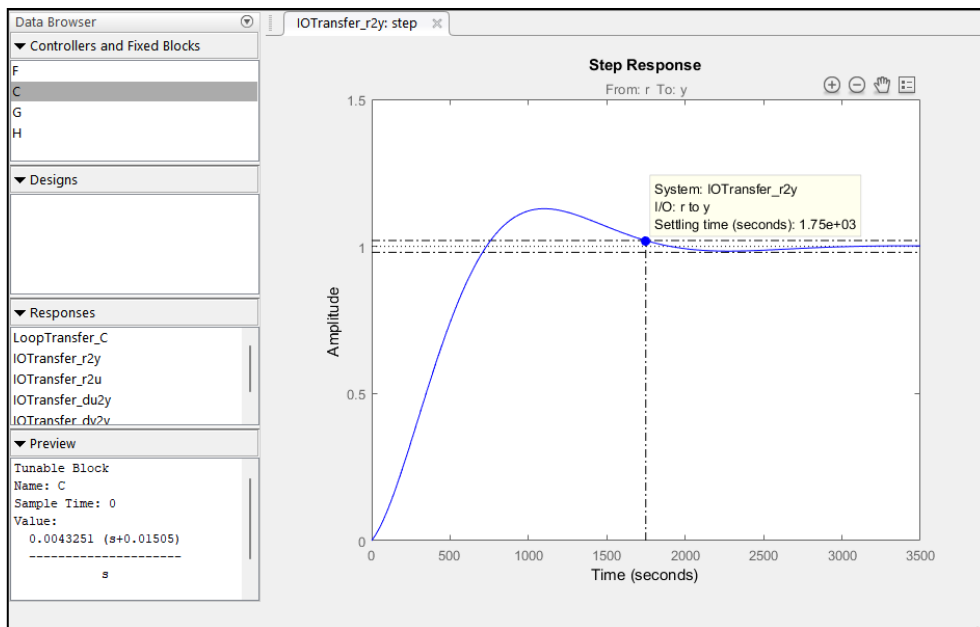 Data Browser
Controllers and Fixed Blocks
F
C
G
H
Designs
Responses
LoopTransfer_C
IOTransfer_r2y
IOTransfer_r2u
IOTransfer_du2y
IOTransfer_dy2y
Preview
Tunable Block
Name: C
Sample Time: 0
Value:
0.0043251 (s+0.01505)
---------------------
s
IOTransfer_r2y: step
Step Response
From: r To: y
System: IOTransfer_r2y
I/O: r to y
Settling time (seconds): 1.75e+03
Amplitude
1.5
1
0.5
0
0 500 1000 1500 2000 2500 3000 3500
Time (seconds)